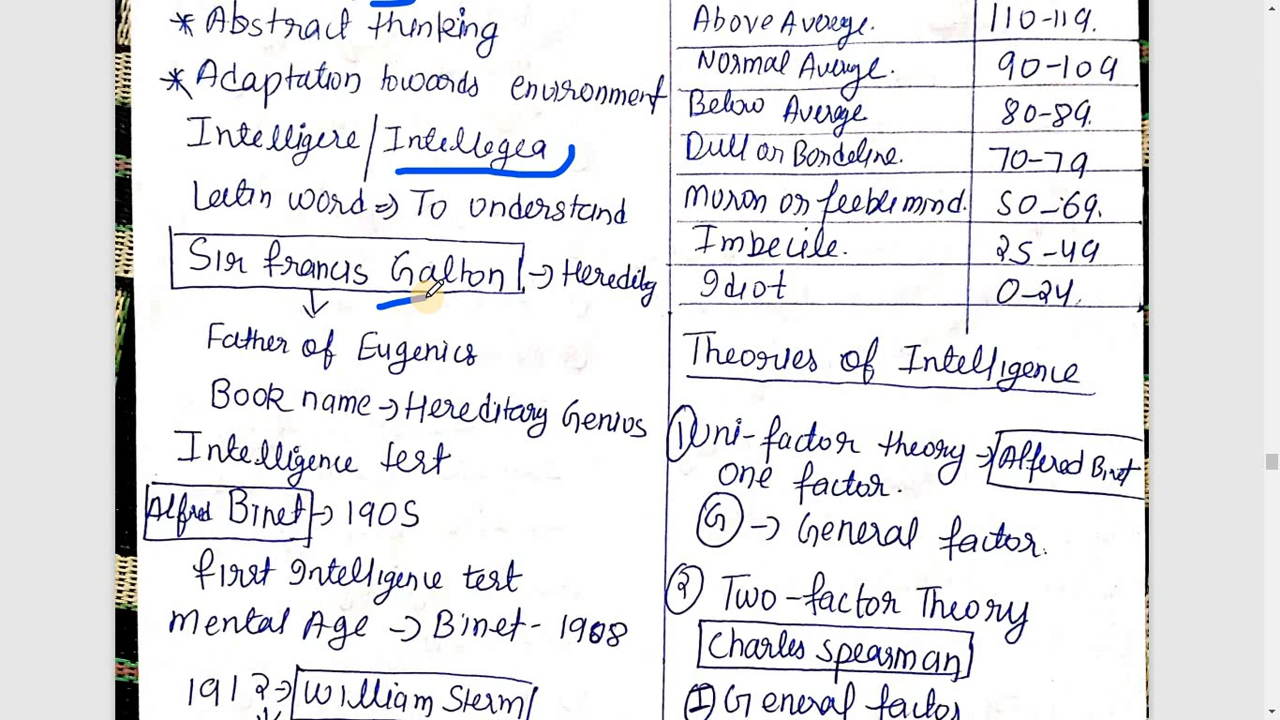 * Abstract thinking
* Adaptation towards environment
Intelligere/Intellegea
Latin word => To understand
Sir francis Galton -> Heredity
Father of Eugenics
Book name -> Hereditary Genius
Intelligence test
Alfred Binet -> 1905
first Intelligence test
Mental Age -> Binet - 1908
1912 => William Sterm
Above Average. 110-119.
Normal Average. 90-109
Below Average 80-89.
Dull or Borderline. 70-79
Muron or feeble mind. 50-69.
Imbecile. 25-49
Idiot 0-24.
Theories of Intelligence
① Uni-factor theory -> Alfered Binet
one factor.
G -> General factor.
② Two-factor Theory
Charles Spearman
① General factor